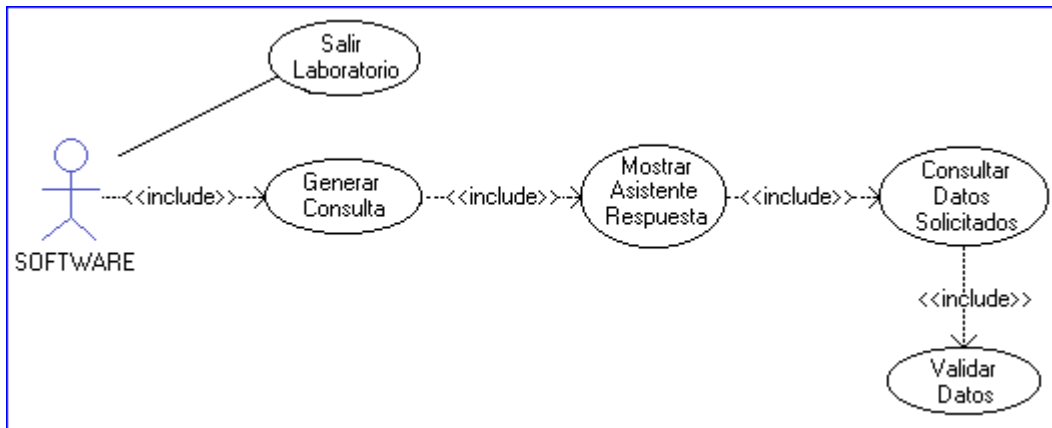 Salir
Laboratorio
SOFTWARE
<<include>>
Generar
Consulta
<<include>>
Mostrar
Asistente
Respuesta
<<include>>
Consultar
Datos
Solicitados
<<include>>
Validar
Datos